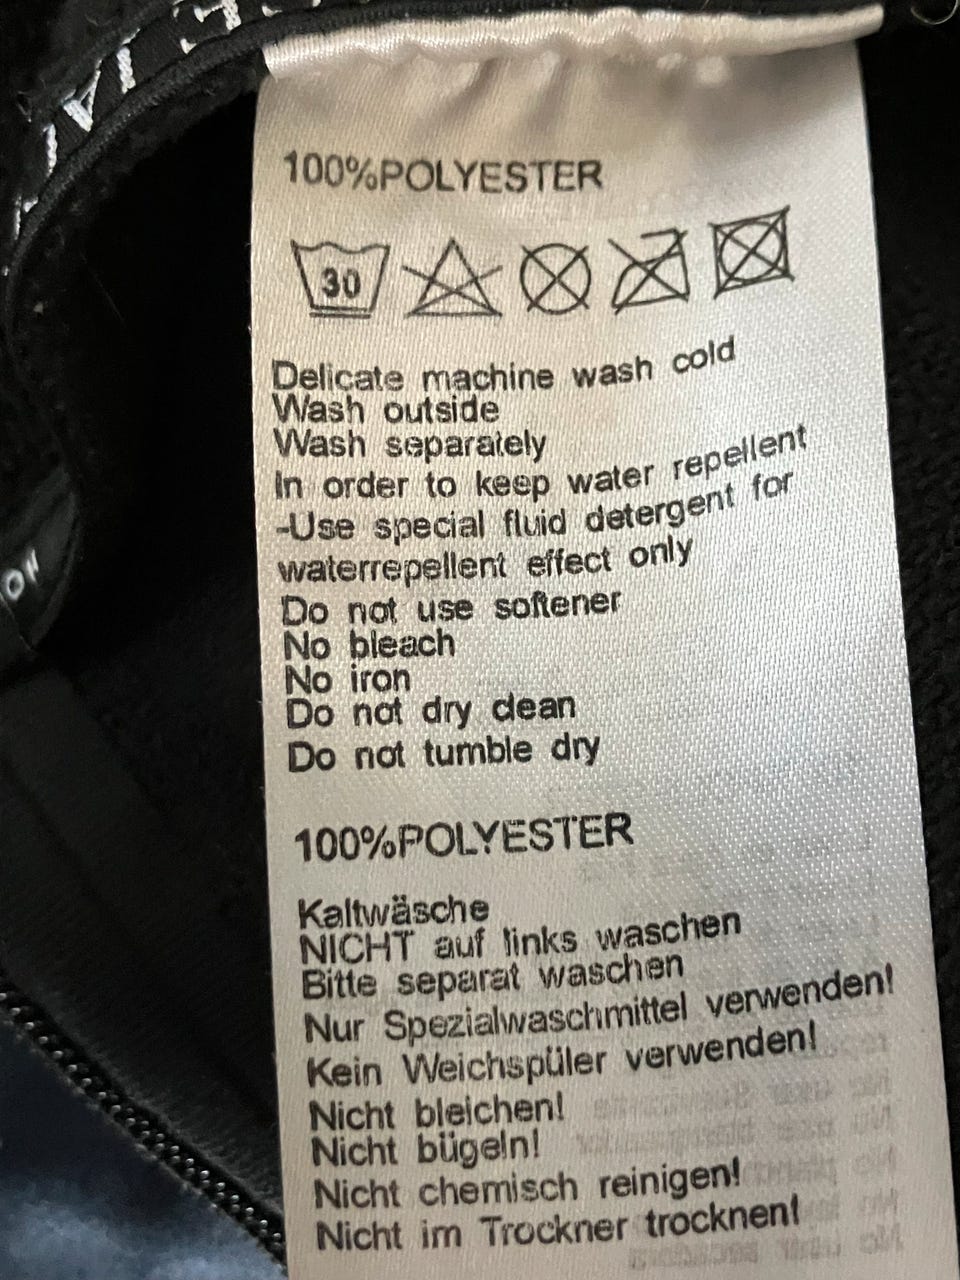 100%POLYESTER
30
Delicate machine wash cold
Wash outside
Wash separately
In order to keep water repellent
-Use special fluid detergent for
waterrepellent effect only
Do not use softener
No bleach
No iron
Do not dry clean
Do not tumble dry
100%POLYESTER
Kaltwäsche
NICHT auf links waschen
Bitte separat waschen
Nur Spezialwaschmittel verwenden!
Kein Weichspüler verwenden!
Nicht bleichen!
Nicht bügeln!
Nicht chemisch reinigen!
Nicht im Trockner trocknen!